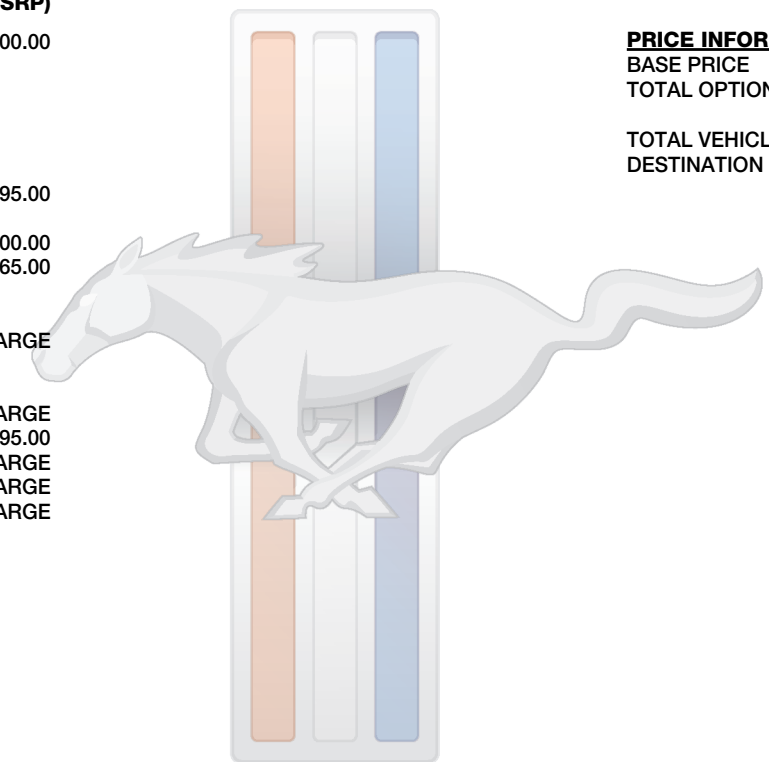 SRP)
00.00
95.00
00.00
65.00
ARGE
ARGE
95.00
ARGE
ARGE
ARGE
PRICE INFOR
BASE PRICE
TOTAL OPTION
TOTAL VEHICL
DESTINATION